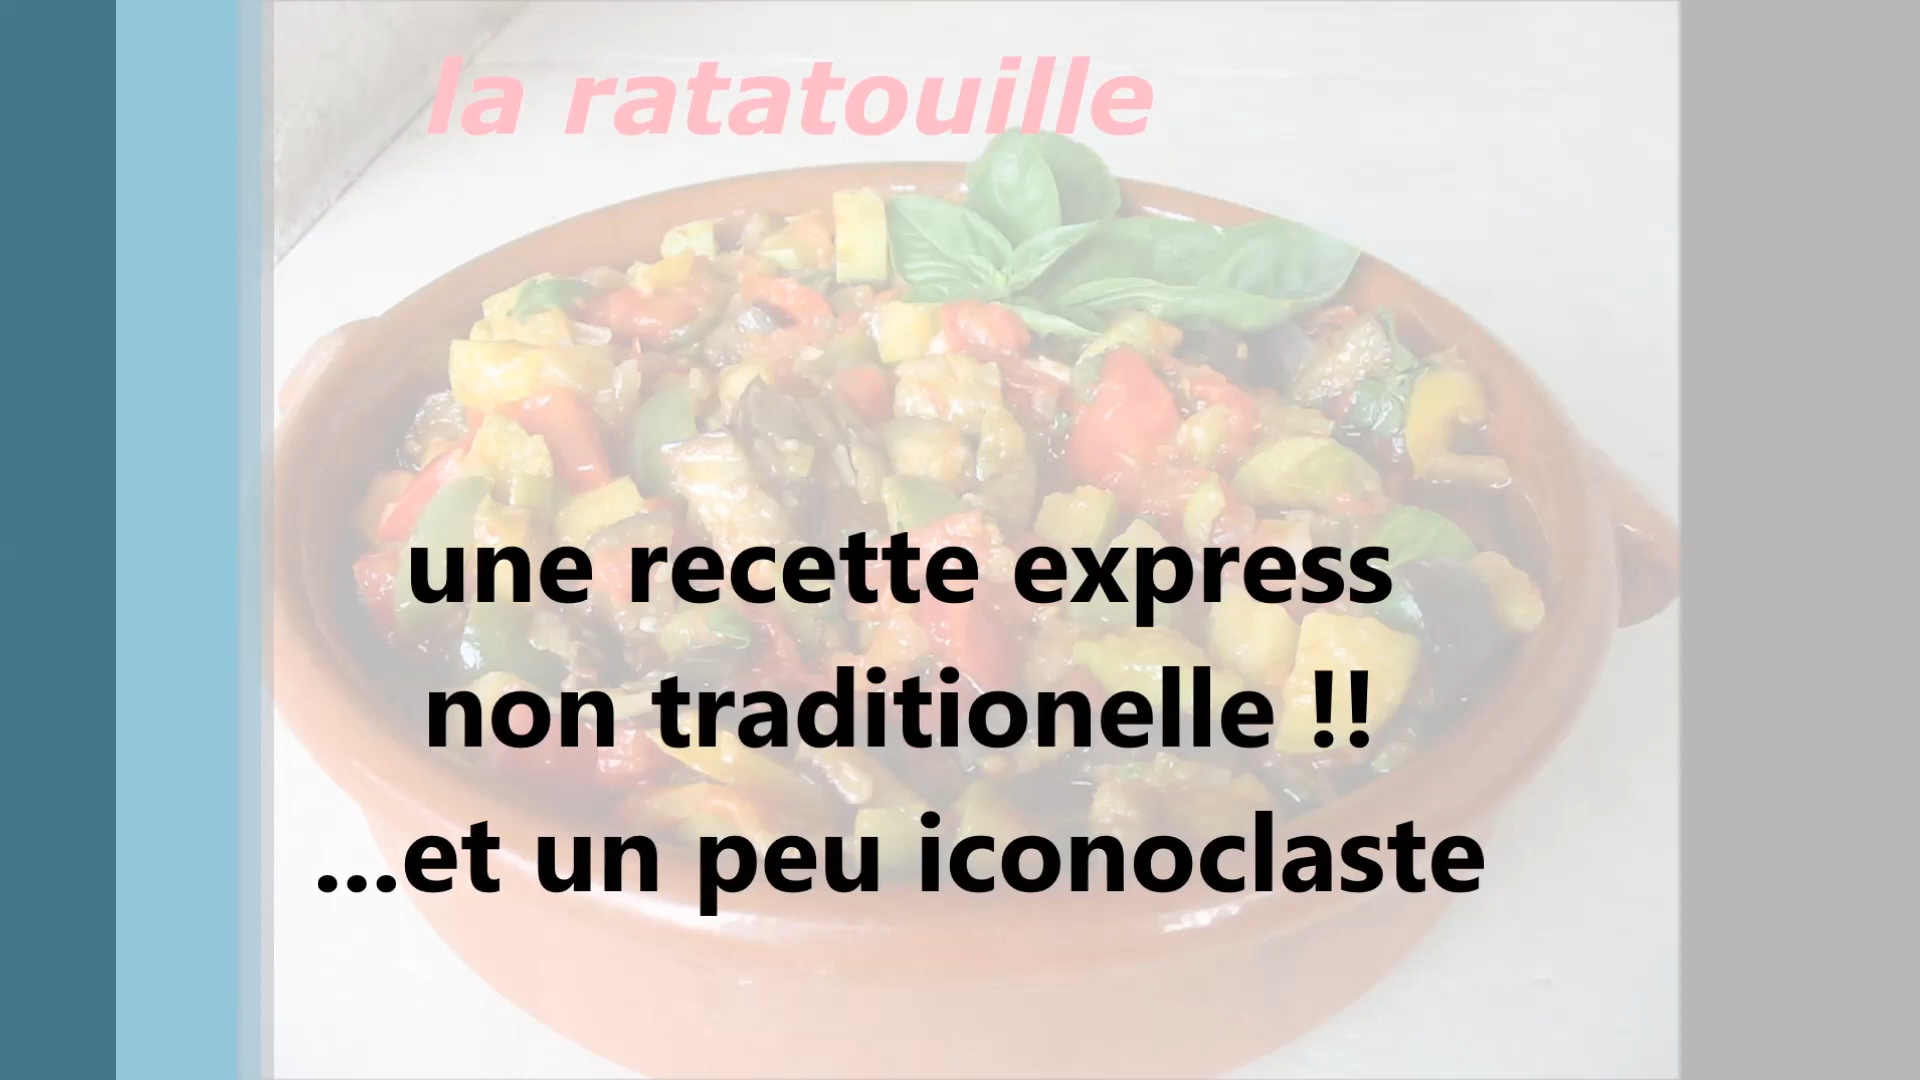 la ratatouille
une recette express
non traditionelle !!
...et un peu iconoclaste